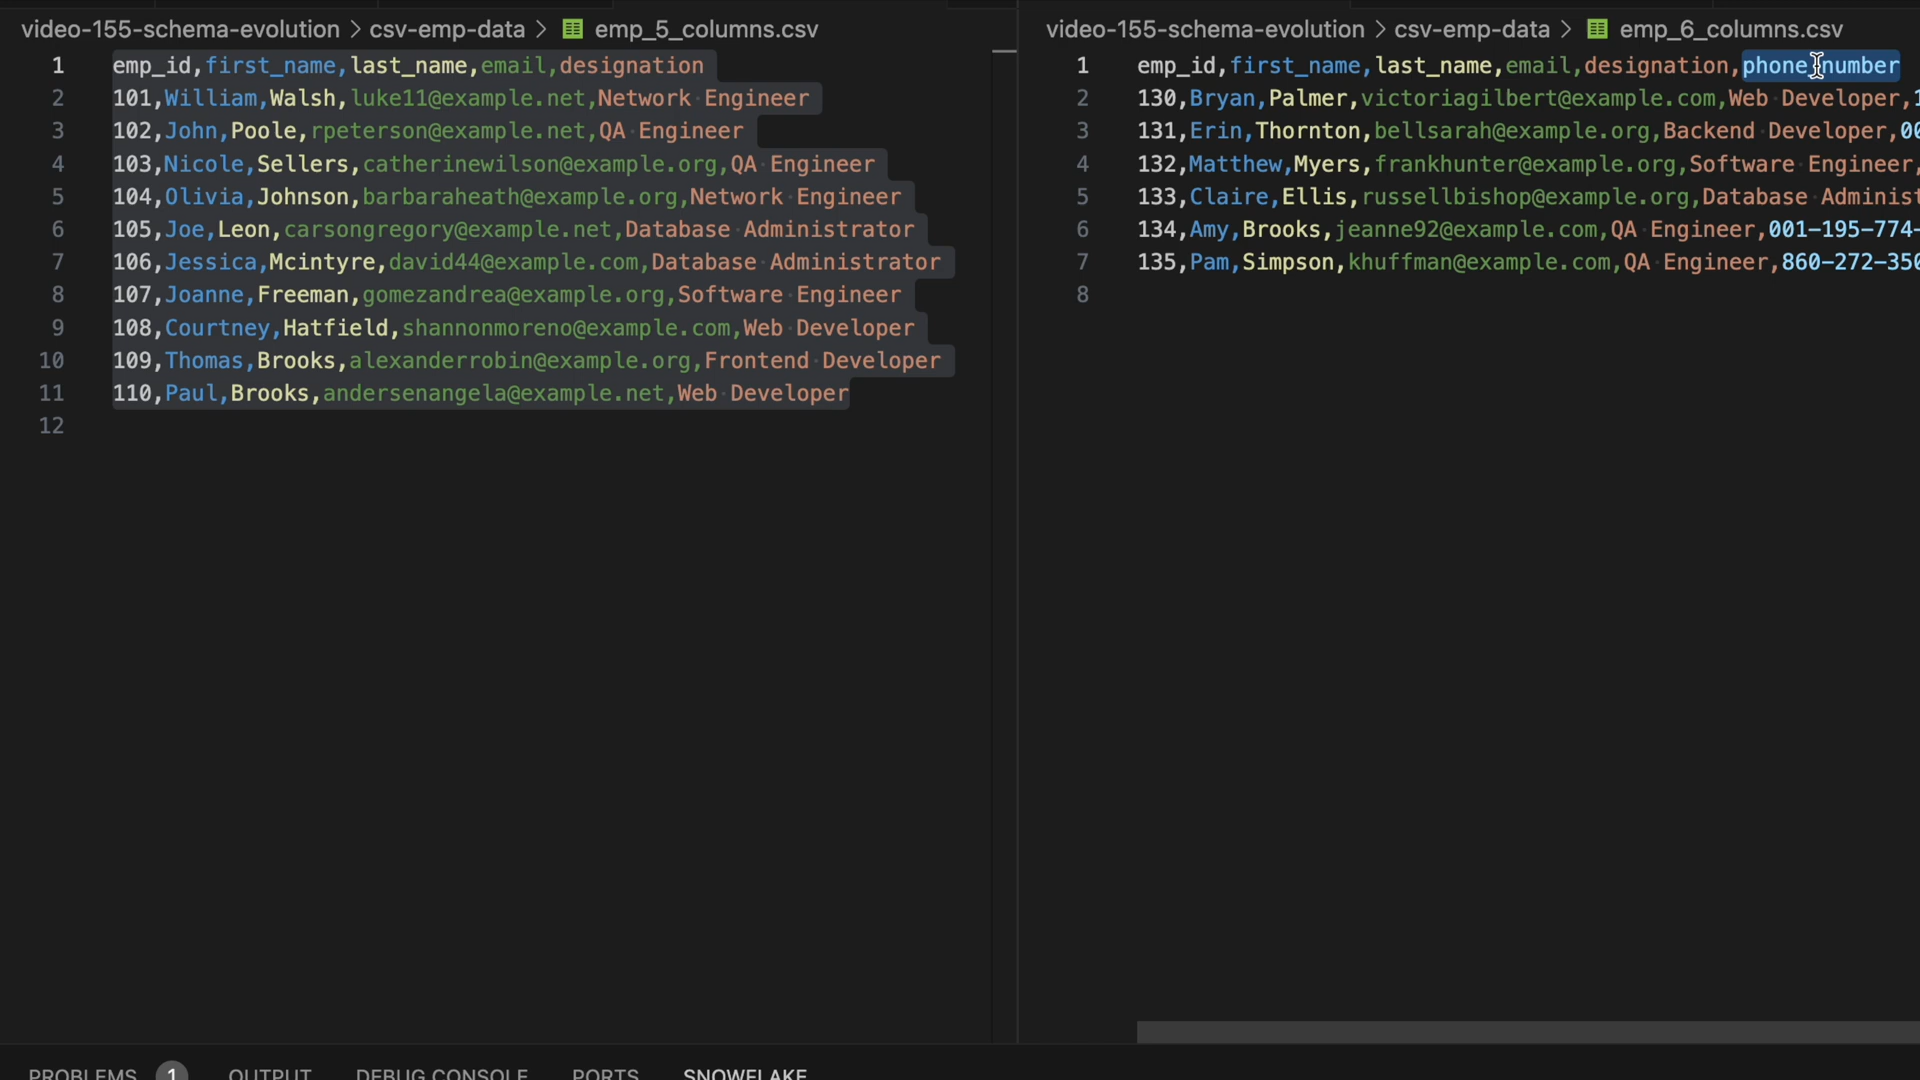 video-155-schema-evolution > csv-emp-data > emp_5_columns.csv
1 emp_id,first_name,last_name,email,designation
2 101,William,Walsh,luke11@example.net,Network Engineer
3 102,John,Poole,rpeterson@example.net,QA Engineer
4 103,Nicole,Sellers,catherinewilson@example.org,QA Engineer
5 104,Olivia,Johnson,barbaraheath@example.org,Network Engineer
6 105,Joe,Leon,carsongregory@example.net,Database Administrator
7 106,Jessica,Mcintyre,david44@example.com,Database Administrator
8 107,Joanne,Freeman,gomezandrea@example.org,Software Engineer
9 108,Courtney,Hatfield,shannonmoreno@example.com,Web Developer
10 109,Thomas,Brooks,alexanderrobin@example.org,Frontend Developer
11 110,Paul,Brooks,andersenangela@example.net,Web Developer
12
video-155-schema-evolution > csv-emp-data > emp_6_columns.csv
1 emp_id,first_name,last_name,email,designation,phone_number
2 130,Bryan,Palmer,victoriagilbert@example.com,Web Developer,1
3 131,Erin,Thornton,bellsarah@example.org,Backend Developer,00
4 132,Matthew,Myers,frankhunter@example.org,Software Engineer,
5 133,Claire,Ellis,russellbishop@example.org,Database Administ
6 134,Amy,Brooks,jeanne92@example.com,QA Engineer,001-195-774-
7 135,Pam,Simpson,khuffman@example.com,QA Engineer,860-272-350
8
PROBLEMS 1 OUTPUT DEBUG CONSOLE PORTS SNOWFLAKE